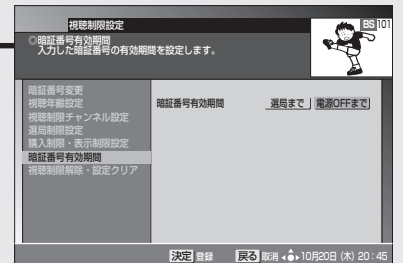 視聴制限設定
BS 101
◎暗証番号有効期間
入力した暗証番号の有効期間を設定します。
暗証番号変更
視聴年齢設定
視聴制限チャンネル設定
選局制限設定
購入制限・表示制限設定
暗証番号有効期間
視聴制限解除・設定クリア
暗証番号有効期間 選局まで 電源OFFまで
決定 登録 戻る 取消 10月20日 (木) 20:45